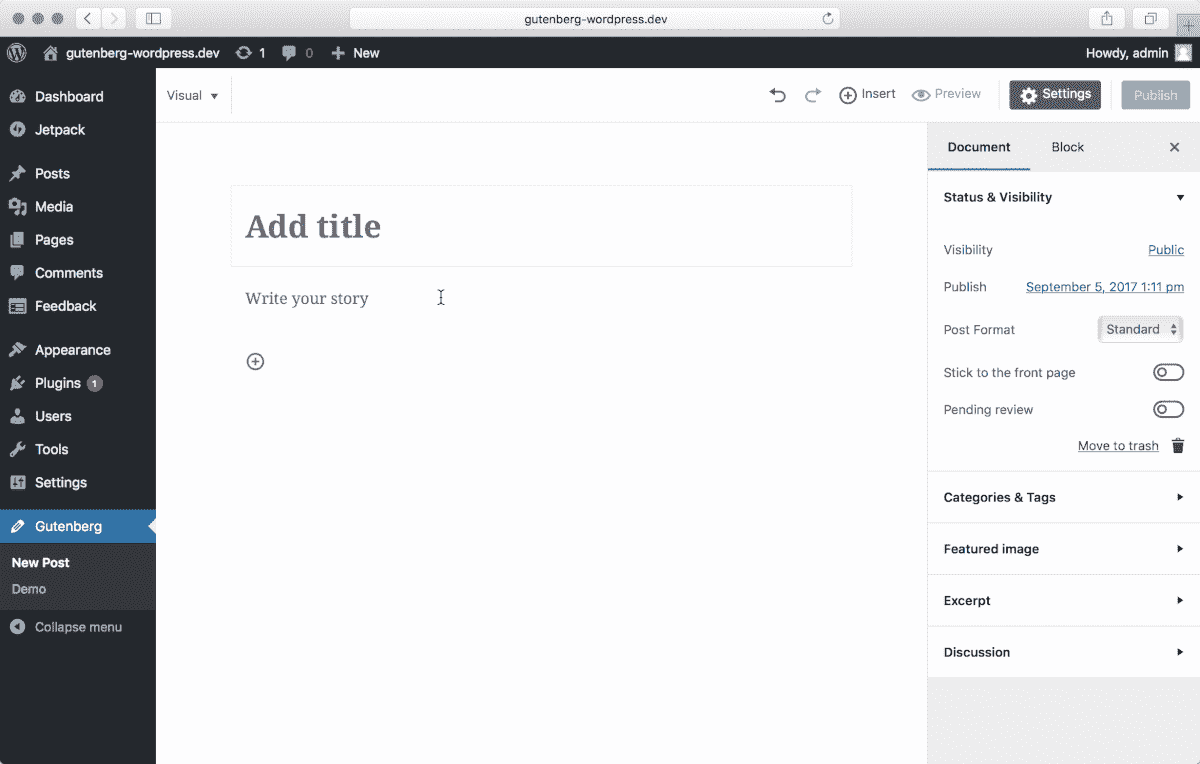 gutenberg-wordpress.dev
gutenberg-wordpress.dev 1 0 New Howdy, admin
Dashboard
Jetpack
Posts
Media
Pages
Comments
Feedback
Appearance
Plugins 1
Users
Tools
Settings
Gutenberg
New Post
Demo
Collapse menu
Visual Insert Preview Settings Publish
Add title
Write your story
Document Block
Status & Visibility
Visibility Public
Publish September 5, 2017 1:11 pm
Post Format Standard
Stick to the front page
Pending review
Move to trash
Categories & Tags
Featured image
Excerpt
Discussion